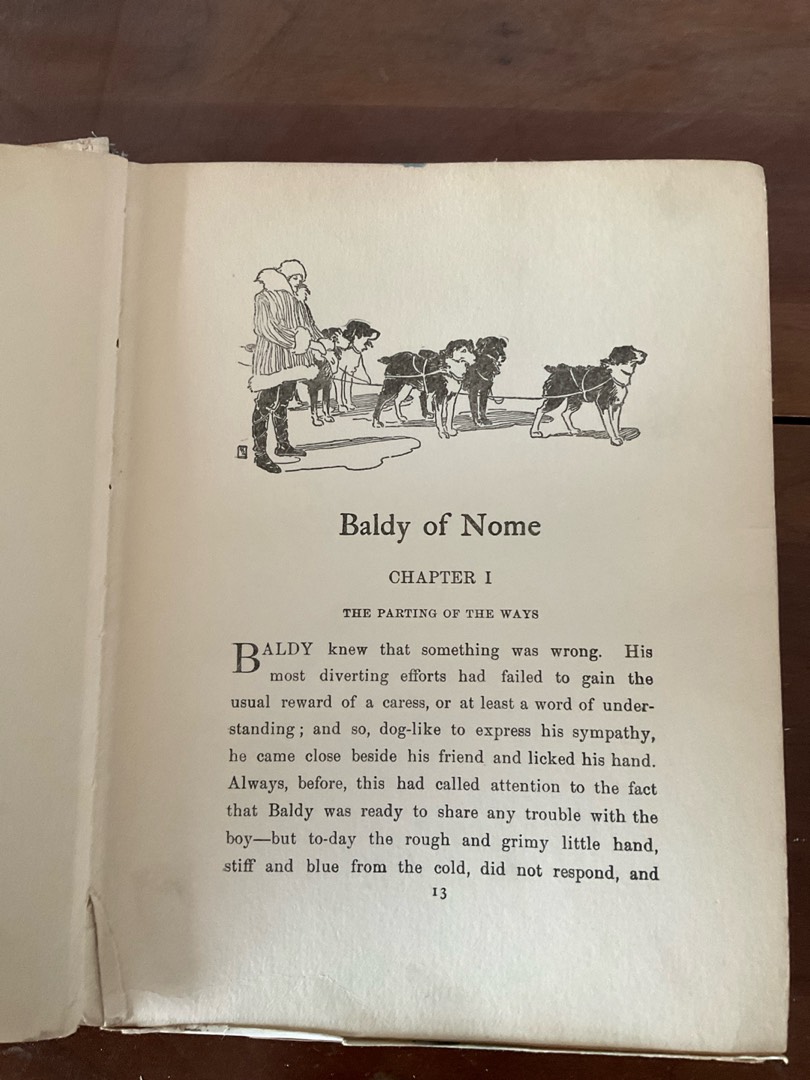 Baldy of Nome
CHAPTER I
THE PARTING OF THE WAYS
BALDY knew that something was wrong. His
most diverting efforts had failed to gain the
usual reward of a caress, or at least a word of under-
standing; and so, dog-like to express his sympathy,
he came close beside his friend and licked his hand.
Always, before, this had called attention to the fact
that Baldy was ready to share any trouble with the
boy—but to-day the rough and grimy little hand,
stiff and blue from the cold, did not respond, and
13